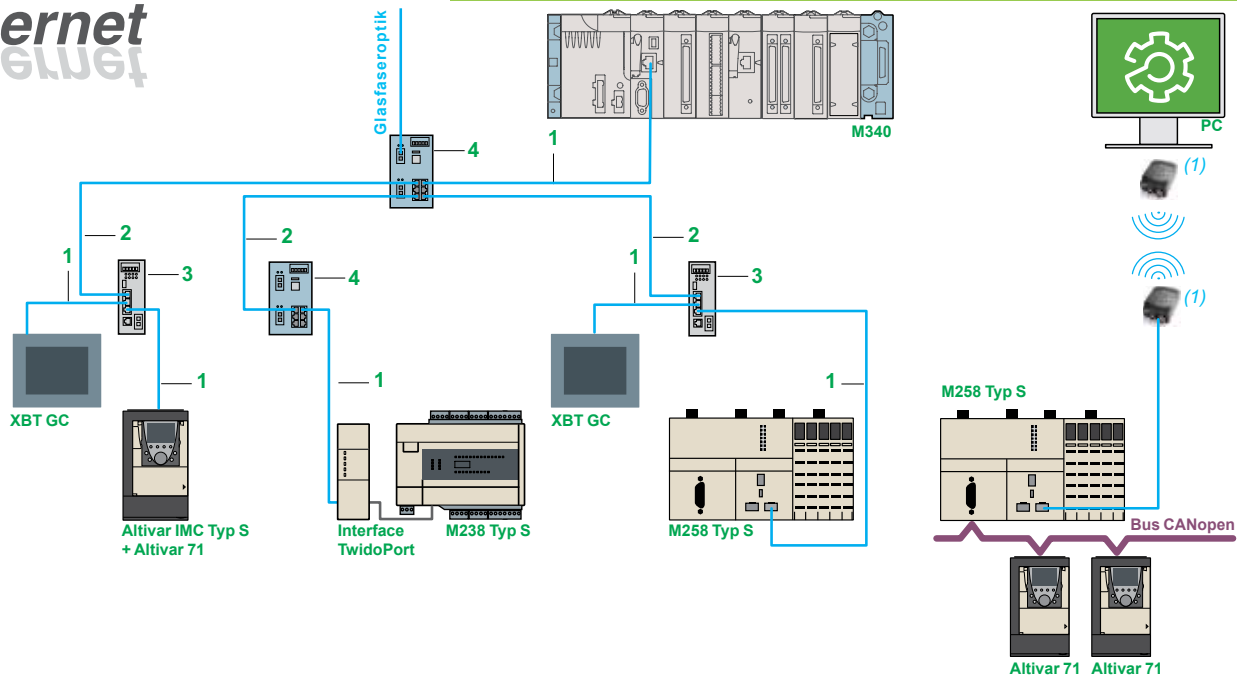 ernet
Glasfaseroptik
M340
PC
1
4
(1)
2
2
2
1
1
3
4
3
(1)
1
1
1
XBT GC
XBT GC
M258 Typ S
Altivar IMC Typ S
+ Altivar 71
Interface
TwidoPort
M238 Typ S
M258 Typ S
Bus CANopen
Altivar 71
Altivar 71